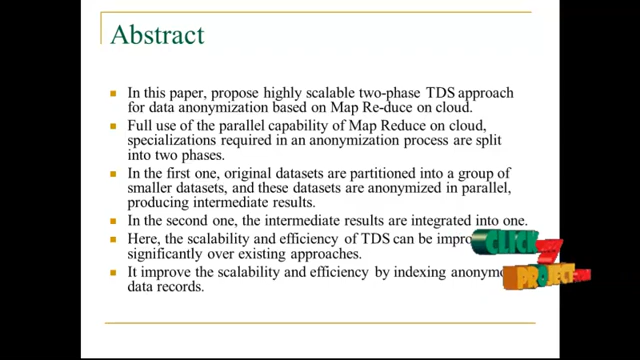 Abstract
In this paper, propose highly scalable two-phase TDS approach
for data anonymization based on Map Re-duce on cloud.
Full use of the parallel capability of Map Reduce on cloud,
specializations required in an anonymization process are split
into two phases.
In the first one, original datasets are partitioned into a group of
smaller datasets, and these datasets are anonymized in parallel,
producing intermediate results.
In the second one, the intermediate results are integrated into one.
Here, the scalability and efficiency of TDS can be impro
significantly over existing approaches.
It improve the scalability and efficiency by indexing anonymo
data records.
CLICK
MY
PROJECT